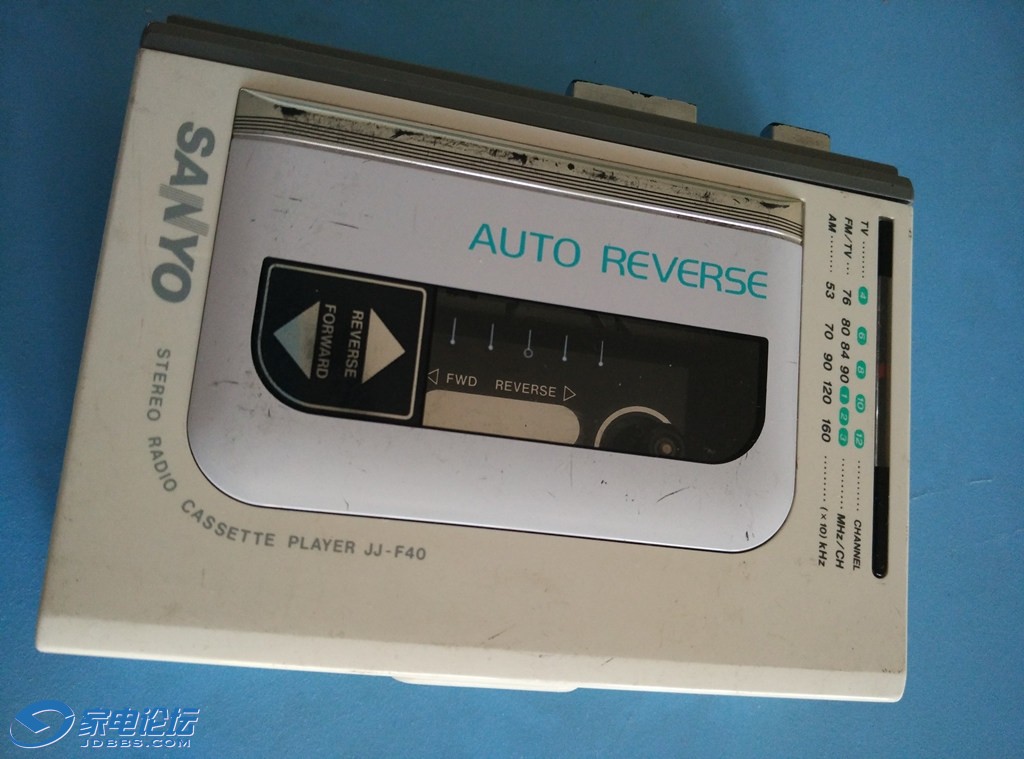 SANYO
STEREO RADIO CASSETTE PLAYER JJ-F40
AUTO REVERSE
REVERSE
FORWARD
FWD REVERSE
TV ......... 4 6 8 10 12 .......... CHANNEL
FM/TV ... 76 80 84 90 1 2 3 .......... MHz/CH
AM ........ 53 70 90 120 160 ......... (×10) kHz
家电论坛
JDBBS.COM